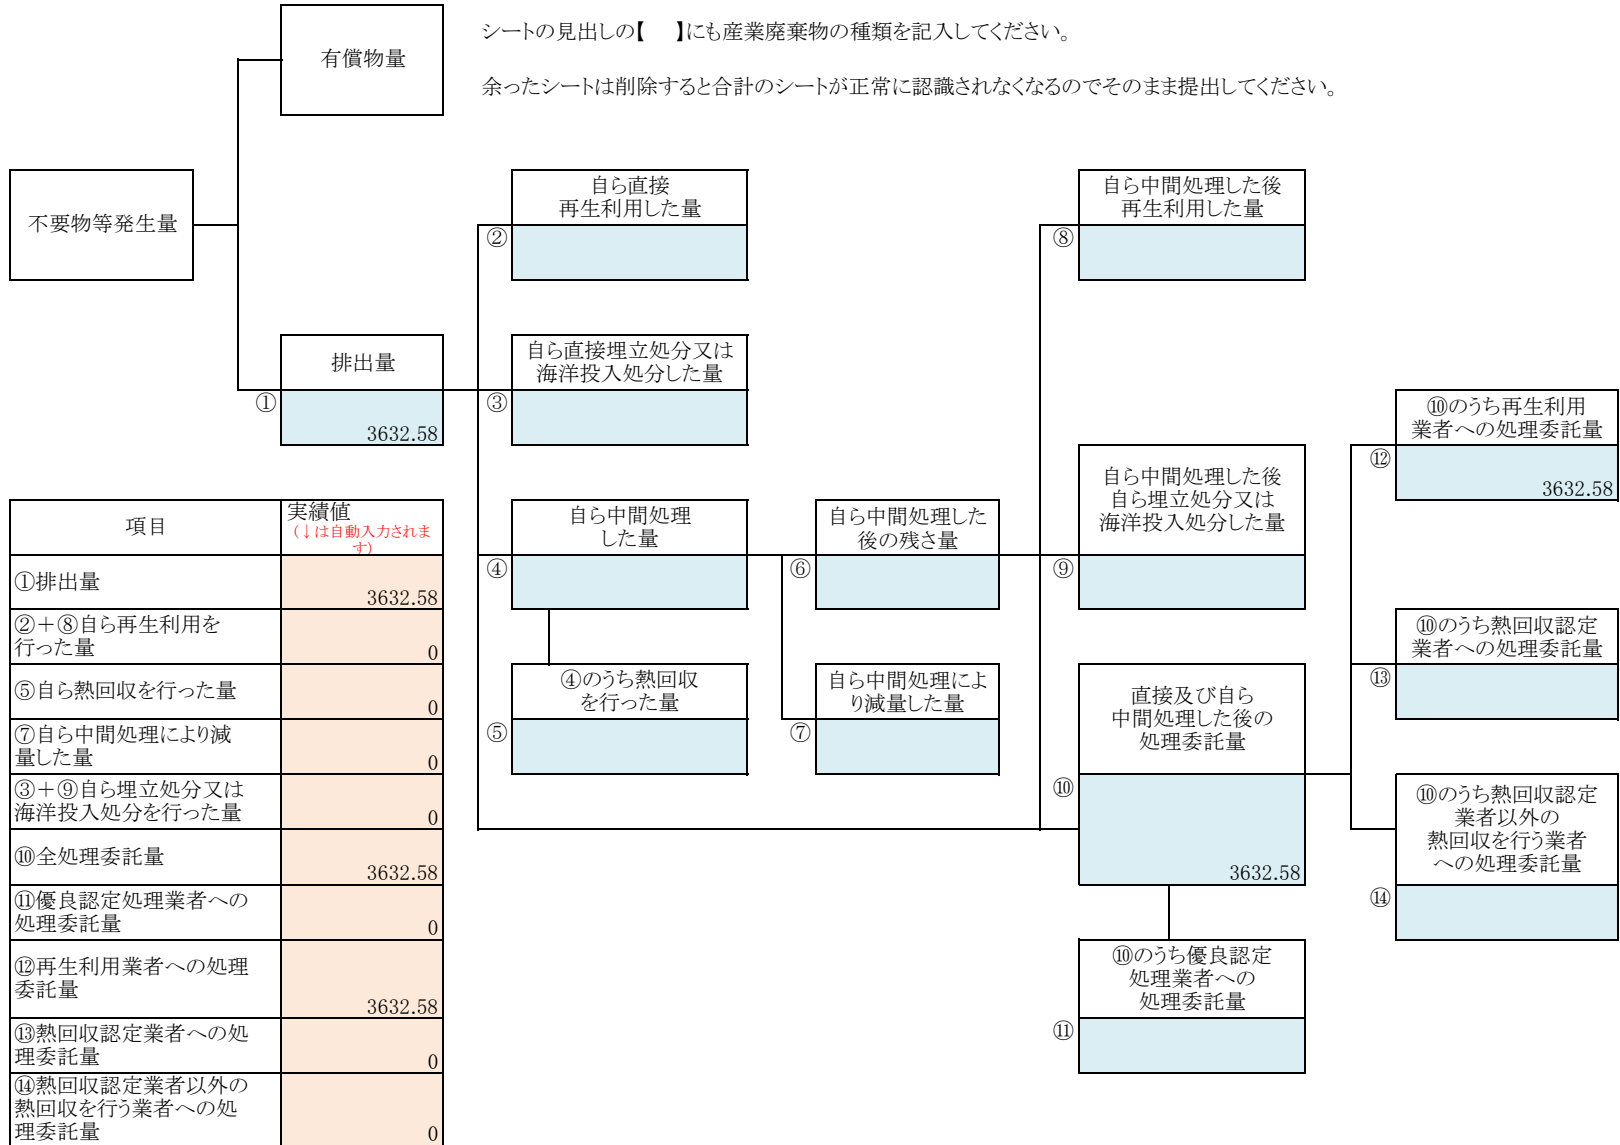 有償物量
シートの見出しの【　】にも産業廃棄物の種類を記入してください。
余ったシートは削除すると合計のシートが正常に認識されなくなるのでそのまま提出してください。
不要物等発生量
自ら直接
再生利用した量
②
自ら中間処理した後
再生利用した量
⑧
排出量
①
3632.58
自ら直接埋立処分又は
海洋投入処分した量
③
⑩のうち再生利用
業者への処理委託量
⑫
3632.58
自ら中間処理
した量
④
自ら中間処理した
後の残さ量
⑥
自ら中間処理した後
自ら埋立処分又は
海洋投入処分した量
⑨
④のうち熱回収
を行った量
⑤
自ら中間処理によ
り減量した量
⑦
直接及び自ら
中間処理した後の
処理委託量
⑩
3632.58
⑩のうち熱回収認定
業者への処理委託量
⑬
⑩のうち熱回収認定
業者以外の
熱回収を行う業者
への処理委託量
⑭
⑩のうち優良認定
処理業者への
処理委託量
⑪
項目
実績値
(↓は自動入力されま
す)
①排出量
3632.58
②＋⑧自ら再生利用を
行った量
0
⑤自ら熱回収を行った量
0
⑦自ら中間処理により減
量した量
0
③＋⑨自ら埋立処分又は
海洋投入処分を行った量
0
⑩全処理委託量
3632.58
⑪優良認定処理業者への
処理委託量
0
⑫再生利用業者への処理
委託量
3632.58
⑬熱回収認定業者への処
理委託量
0
⑭熱回収認定業者以外の
熱回収を行う業者への処
理委託量
0